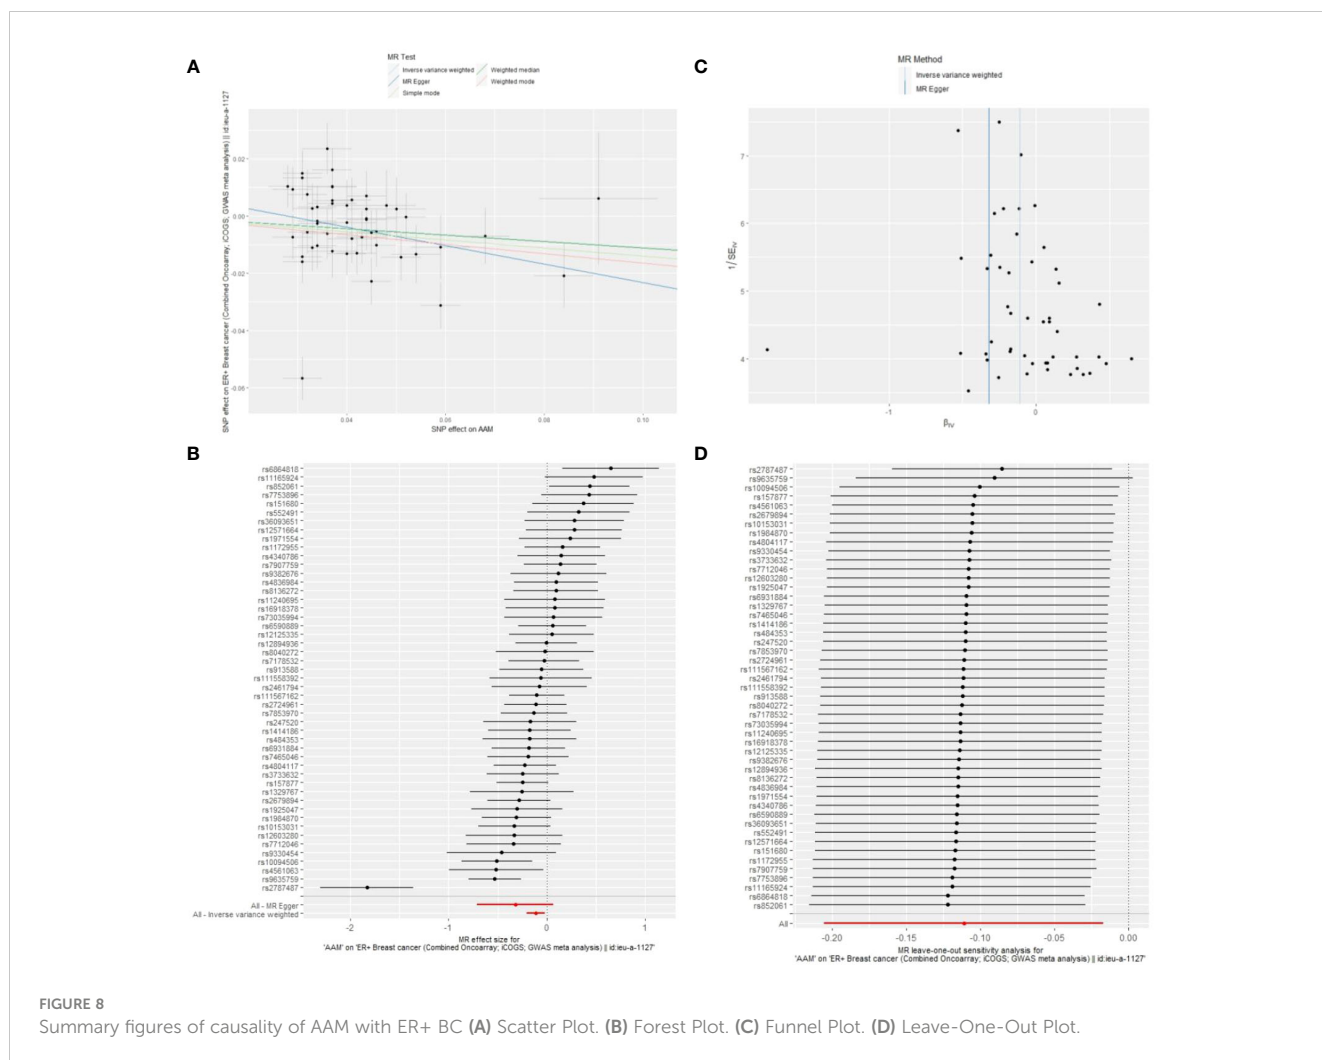 A
MR Test
Inverse variance weighted
Weighted median
MR Egger
Weighted mode
Simple mode
SNP effect on ER+ Breast cancer (Combined Oncoarray; iCOGS; GWAS meta analysis) || id:ieu-a-1127
0.02
0.00
-0.02
-0.04
-0.06
0.04
0.06
0.08
0.10
SNP effect on AAM
C
MR Method
Inverse variance weighted
MR Egger
1/SEIV
7
6
5
4
-1
0
βIV
B
rs6864818
rs11165924
rs852061
rs7753896
rs151680
rs552491
rs36093651
rs12571664
rs1971554
rs1172955
rs4340786
rs7907759
rs9382676
rs4836984
rs8136272
rs11240695
rs16918378
rs73035994
rs6590889
rs12125335
rs12894936
rs8040272
rs7178532
rs913588
rs111558392
rs2461794
rs111567162
rs2724961
rs7853970
rs247520
rs1414186
rs484353
rs6931884
rs7465046
rs4804117
rs3733632
rs157877
rs1329767
rs2679894
rs1925047
rs1984870
rs10153031
rs12603280
rs7712046
rs9330454
rs10094506
rs4561063
rs9635759
rs2787487
All - MR Egger
All - Inverse variance weighted
-2
-1
0
1
MR effect size for
'AAM' on 'ER+ Breast cancer (Combined Oncoarray; iCOGS; GWAS meta analysis) || id:ieu-a-1127'
D
rs2787487
rs9635759
rs10094506
rs157877
rs4561063
rs2679894
rs10153031
rs1984870
rs4804117
rs9330454
rs3733632
rs7712046
rs12603280
rs1925047
rs6931884
rs1329767
rs7465046
rs1414186
rs484353
rs247520
rs7853970
rs2724961
rs111567162
rs2461794
rs111558392
rs913588
rs8040272
rs7178532
rs73035994
rs11240695
rs16918378
rs12125335
rs9382676
rs12894936
rs8136272
rs4836984
rs1971554
rs4340786
rs6590889
rs36093651
rs552491
rs12571664
rs151680
rs1172955
rs7907759
rs7753896
rs11165924
rs6864818
rs852061
All
-0.20
-0.15
-0.10
-0.05
0.00
MR leave-one-out sensitivity analysis for
'AAM' on 'ER+ Breast cancer (Combined Oncoarray; iCOGS; GWAS meta analysis) || id:ieu-a-1127'
FIGURE 8
Summary figures of causality of AAM with ER+ BC (A) Scatter Plot. (B) Forest Plot. (C) Funnel Plot. (D) Leave-One-Out Plot.